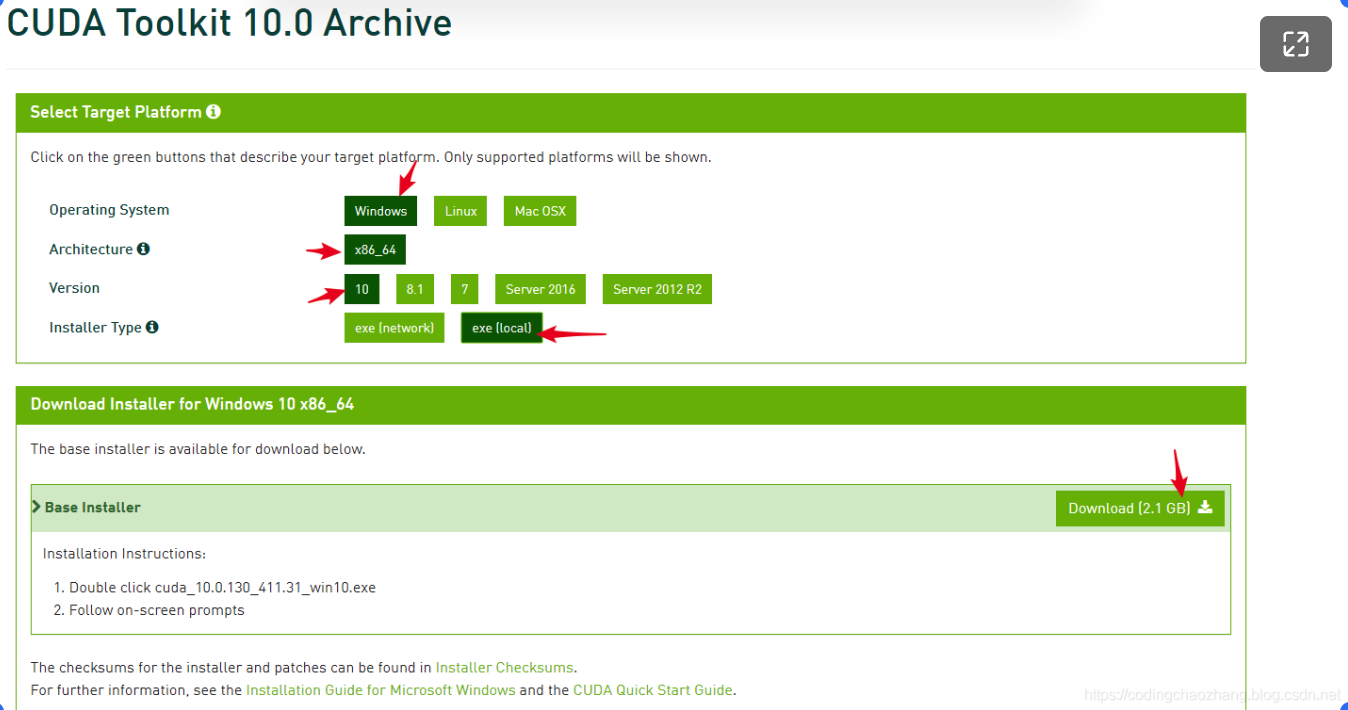 CUDA Toolkit 10.0 Archive
Select Target Platform
Click on the green buttons that describe your target platform. Only supported platforms will be shown.
Operating System
Windows Linux Mac OSX
Architecture
x86_64
Version
10 8.1 7 Server 2016 Server 2012 R2
Installer Type
exe (network) exe (local)
Download Installer for Windows 10 x86_64
The base installer is available for download below.
Base Installer
Download (2.1 GB)
Installation Instructions:
1. Double click cuda_10.0.130_411.31_win10.exe
2. Follow on-screen prompts
The checksums for the installer and patches can be found in Installer Checksums.
For further information, see the Installation Guide for Microsoft Windows and the CUDA Quick Start Guide.
https://codingchaozhang.blog.csdn.net